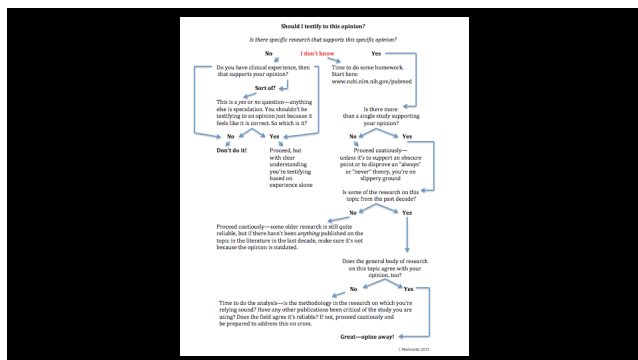 Should I testify to this opinion?
Is there specific research that supports this specific opinion?
No I don't know Yes
Do you have clinical experience, then
that supports your opinion?
Time to do some homework.
Start here:
www.ncbi.nlm.nih.gov/pubmed
Sort of?
This is a yes or no question—anything
else is speculation. You shouldn't be
testifying to an opinion just because it
feels like it is correct. So which is it?
Is there more
than a single study supporting
your opinion?
No Yes
No Yes
Don't do it!
Proceed, but
with clear
understanding
you're testifying
based on
experience alone
Proceed cautiously—
unless it's to support an obscure
point or to disprove an "always"
or "never" theory, you're on
slippery ground
Is some of the research on this
topic from the past decade?
No Yes
Proceed cautiously—some older research is still quite
reliable, but if there hasn't been anything published on the
topic in the literature in the last decade, make sure it's not
because the opinion is outdated.
Does the general body of research
on this topic agree with your
opinion, too?
No Yes
Time to do the analysis—is the methodology in the research on which you're
relying sound? Have any other publications been critical of the study you are
using? Does the field agree it's reliable? If not, proceed cautiously and
be prepared to address this on cross.
Great—opine away!